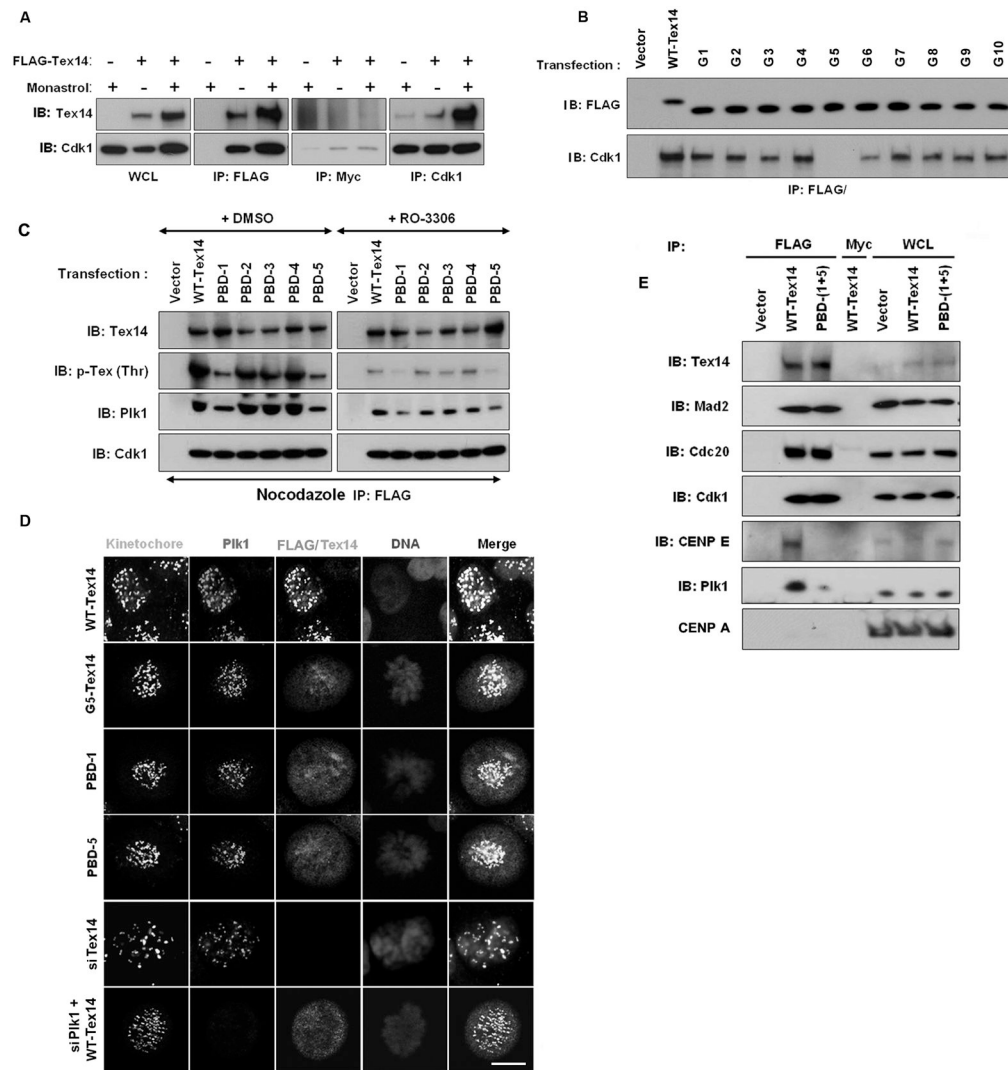 A
FLAG-Tex14: - + + - + + - + + - + +
Monastrol: + - + + - + + - + + - +
IB: Tex14
IB: Cdk1
WCL IP: FLAG IP: Myc IP: Cdk1
B
Transfection : Vector WT-Tex14 G1 G2 G3 G4 G5 G6 G7 G8 G9 G10
IB: FLAG
IB: Cdk1
IP: FLAG/
C
+ DMSO + RO-3306
Transfection : Vector WT-Tex14 PBD-1 PBD-2 PBD-3 PBD-4 PBD-5 Vector WT-Tex14 PBD-1 PBD-2 PBD-3 PBD-4 PBD-5
IB: Tex14
IB: p-Tex (Thr)
IB: Plk1
IB: Cdk1
Nocodazole IP: FLAG
D
Kinetochore Plk1 FLAG/Tex14 DNA Merge
WT-Tex14
G5-Tex14
PBD-1
PBD-5
si Tex14
si Plk1 +
WT-Tex14
E
IP: FLAG Myc WCL
Vector WT-Tex14 PBD-(1+5) WT-Tex14 Vector WT-Tex14 PBD-(1+5)
IB: Tex14
IB: Mad2
IB: Cdc20
IB: Cdk1
IB: CENP E
IB: Plk1
CENP A